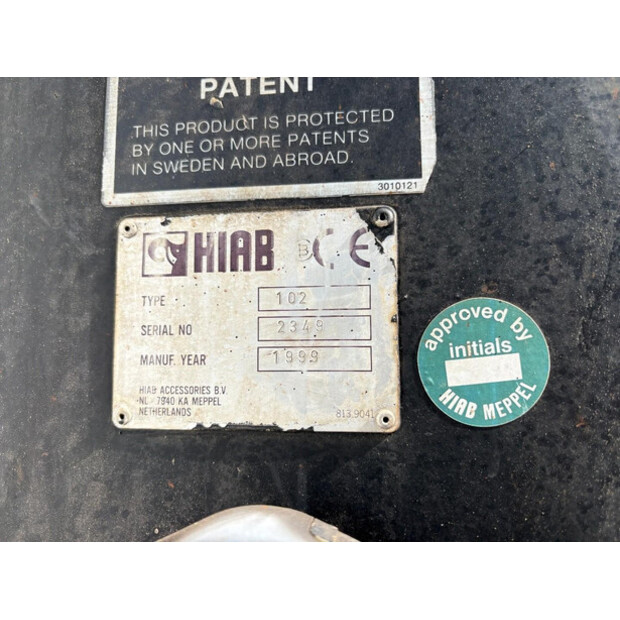 PATENT
THIS PRODUCT IS PROTECTED
BY ONE OR MORE PATENTS
IN SWEDEN AND ABROAD.
3010121
HIAB CE
TYPE 102
SERIAL NO 2349
MANUF. YEAR 1999
HIAB ACCESSORIES B.V.
NL - 7940 KA MEPPEL
NETHERLANDS
813.9041
approved by
initials
HIAB MEPPEL